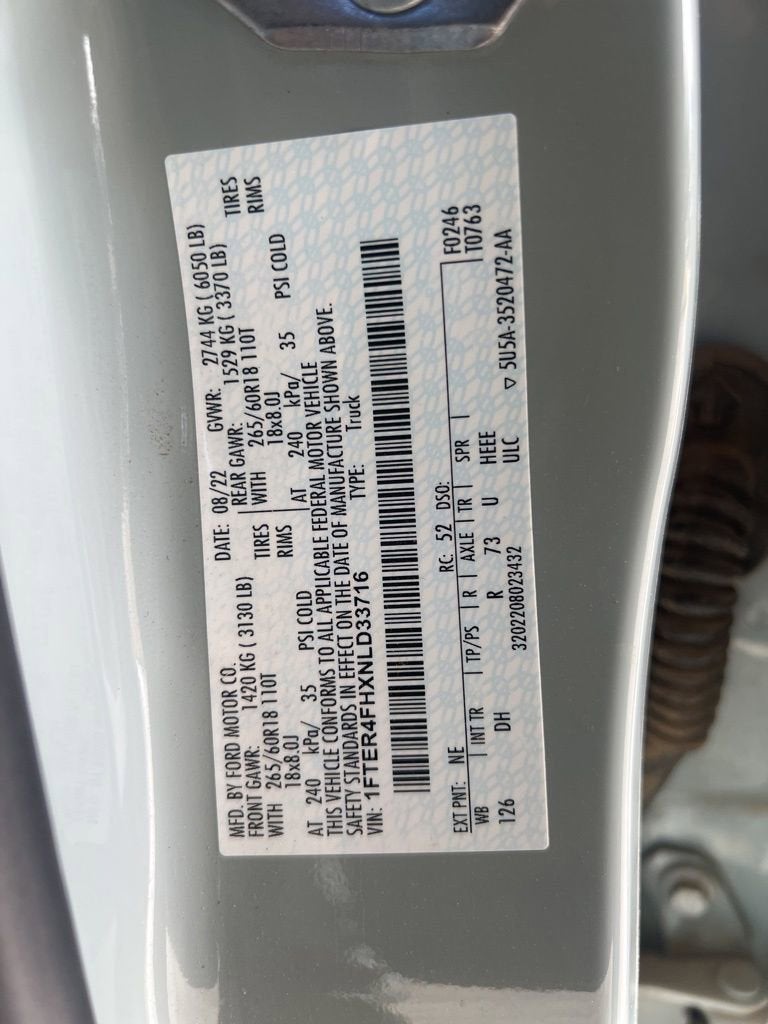 MFD. BY FORD MOTOR CO.
DATE: 08/22 GVWR: 2744 KG ( 6050 LB)
FRONT GAWR: 1420 KG ( 3130 LB) REAR GAWR: 1529 KG ( 3370 LB)
WITH 265/60R18 110T TIRES WITH 265/60R18 110T TIRES
18x8.0J RIMS 18x8.0J RIMS
AT 240 kPa/ 35 PSI COLD AT 240 kPa/ 35 PSI COLD
THIS VEHICLE CONFORMS TO ALL APPLICABLE FEDERAL MOTOR VEHICLE
SAFETY STANDARDS IN EFFECT ON THE DATE OF MANUFACTURE SHOWN ABOVE.
VIN: 1FTER4FHXNLD33716 TYPE: Truck
EXT PNT: NE RC: 52 DSO: F0246
WB INT TR TP/PS R AXLE TR SPR T0763
126 DH R 73 U HEEE
3202208023432 ULC ▽ 5U5A-3520472-AA